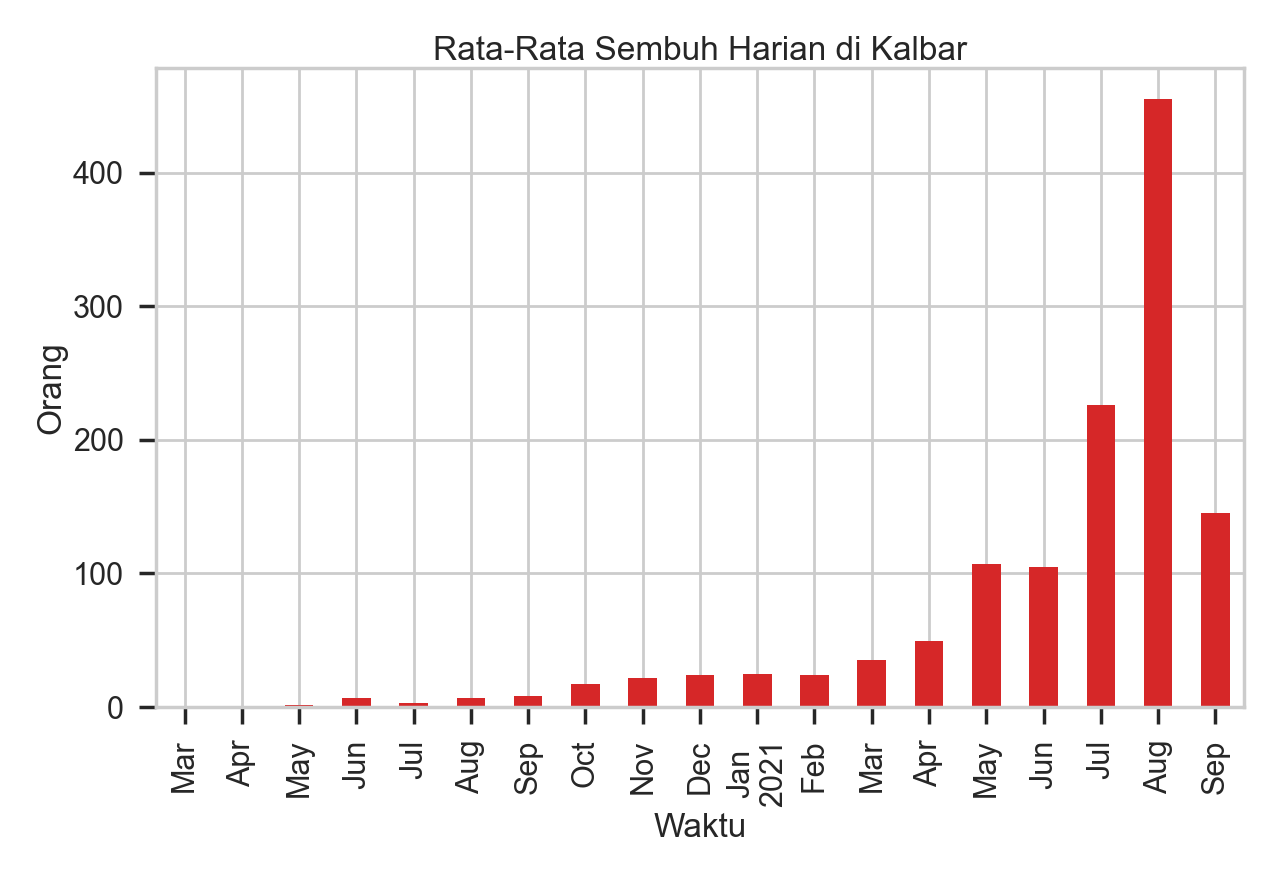 Rata-Rata Sembuh Harian di Kalbar
400
300
200
100
0
Orang
Mar
Apr
May
Jun
Jul
Aug
Sep
Oct
Nov
Dec
Jan
2021
Feb
Mar
Apr
May
Jun
Jul
Aug
Sep
Waktu